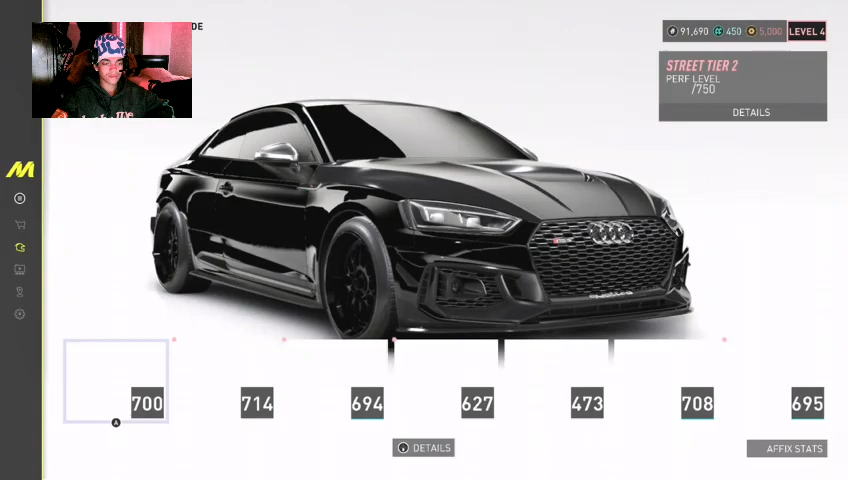 DE
91,690 450 5,000 LEVEL 4
STREET TIER 2
PERF LEVEL
/750
DETAILS
quattro
700 714 694 627 473 708 695
A
DETAILS
AFFIX STATS